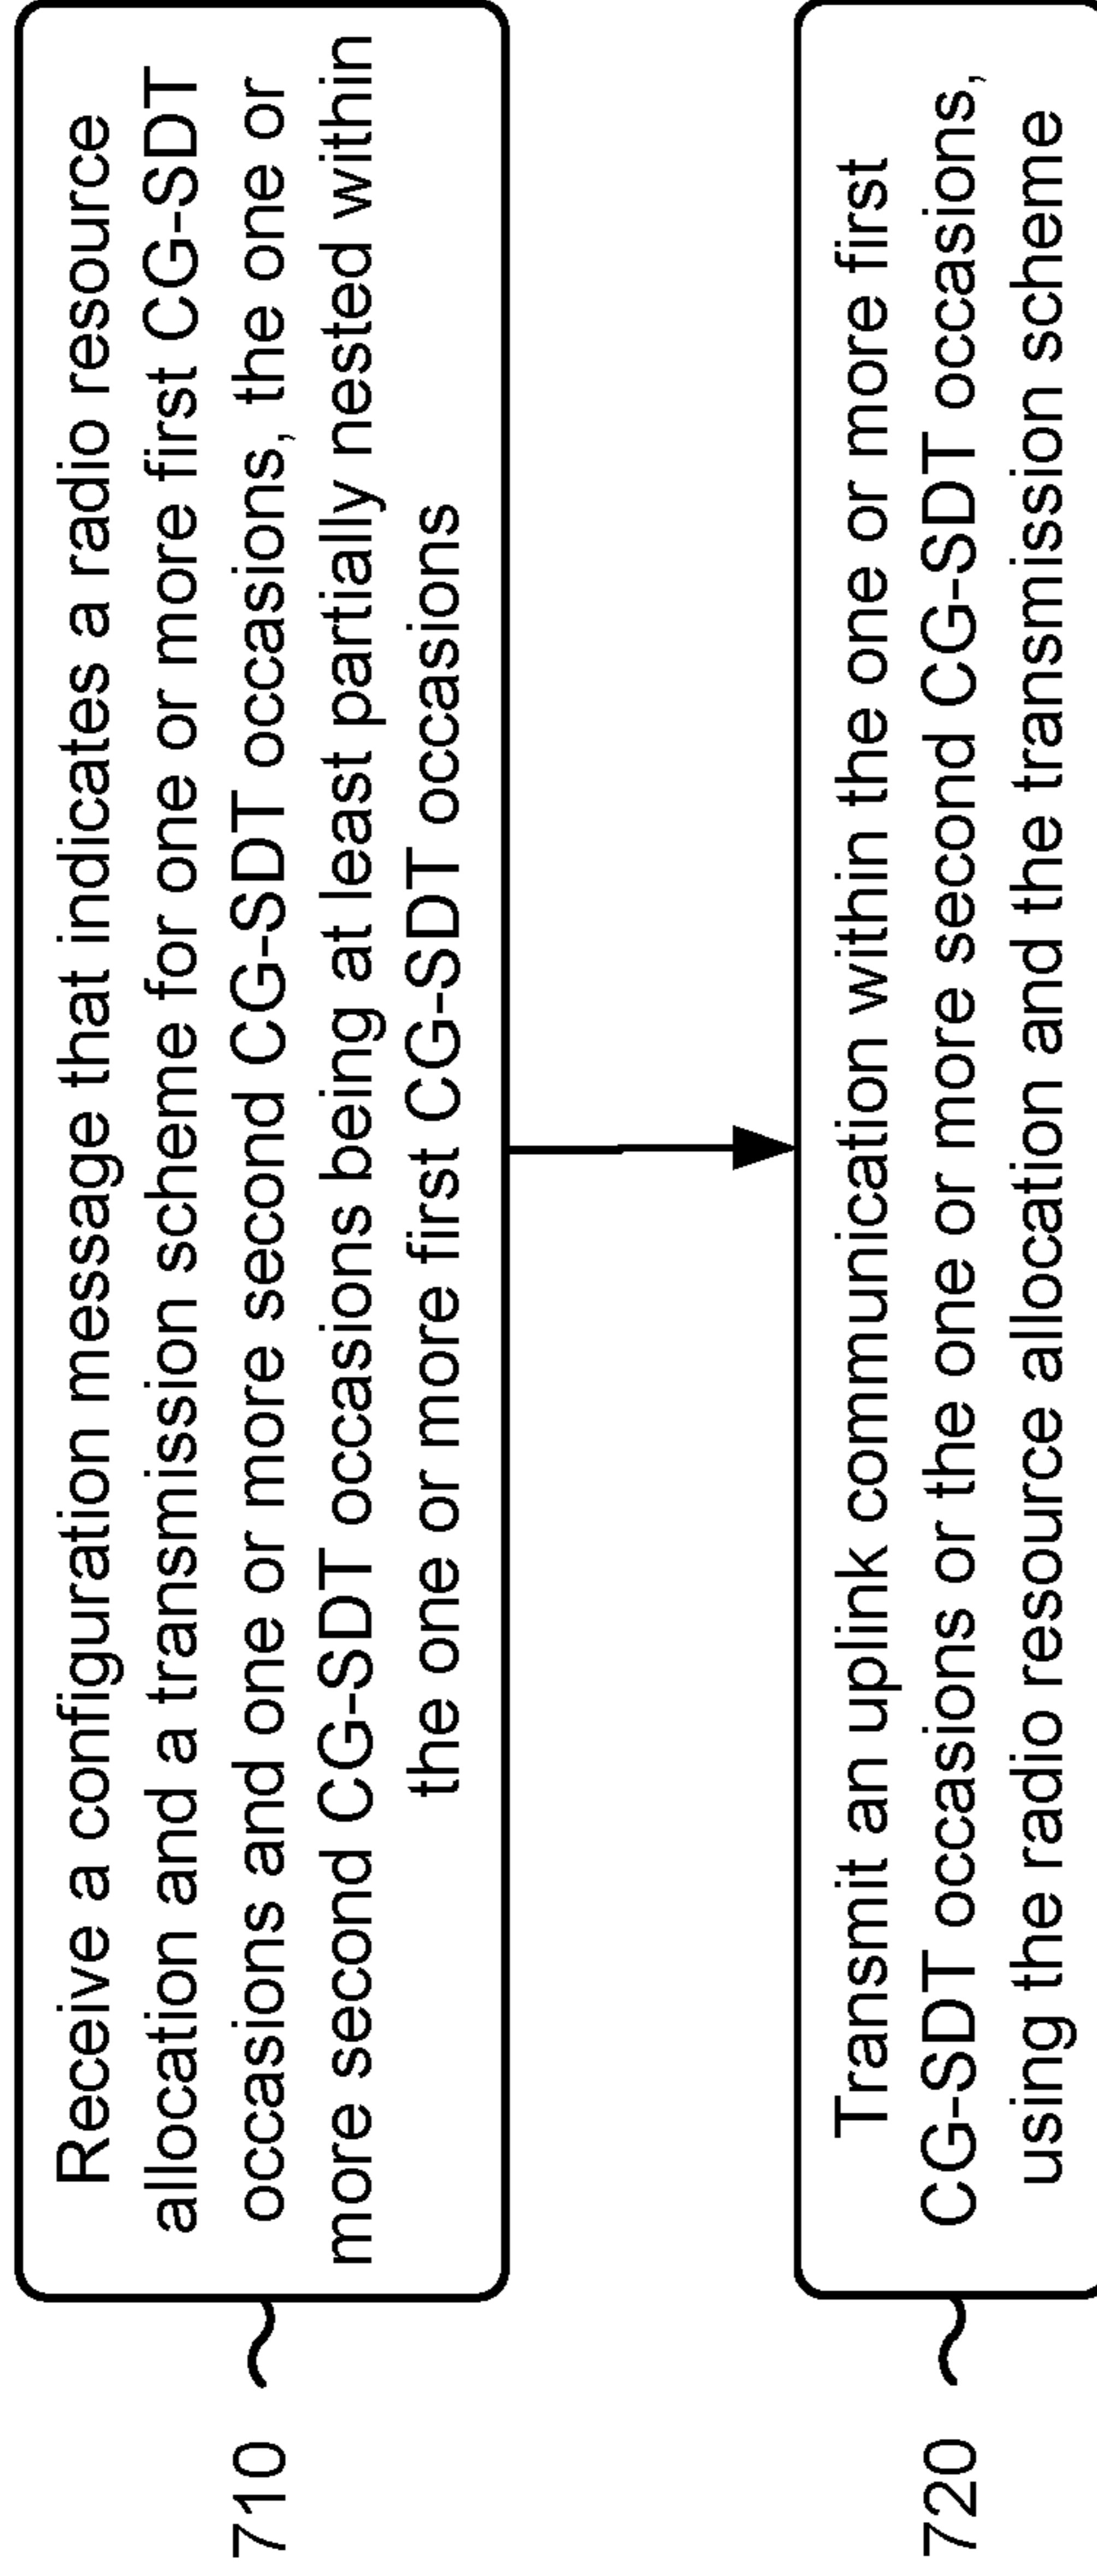 Receive a configuration message that indicates a radio resource
allocation and a transmission scheme for one or more first CG-SDT
occasions and one or more second CG-SDT occasions, the one or
more second CG-SDT occasions being at least partially nested within
the one or more first CG-SDT occasions
710
Transmit an uplink communication within the one or more first
CG-SDT occasions or the one or more second CG-SDT occasions,
using the radio resource allocation and the transmission scheme
720